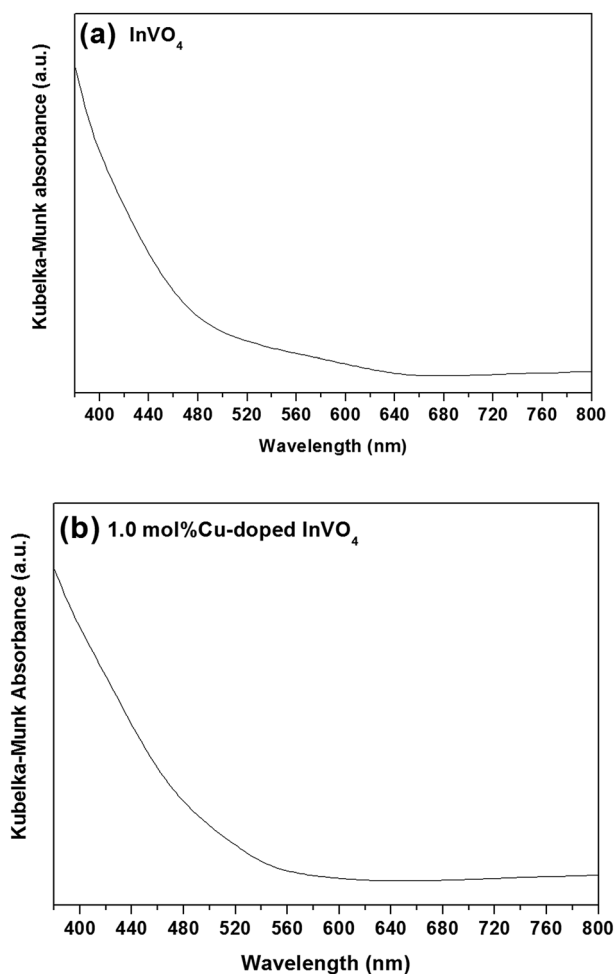 (a) InVO₄
Kubelka-Munk absorbance (a.u.)
400 440 480 520 560 600 640 680 720 760 800
Wavelength (nm)
(b) 1.0 mol%Cu-doped InVO₄
Kubelka-Munk Absorbance (a.u.)
400 440 480 520 560 600 640 680 720 760 800
Wavelength (nm)